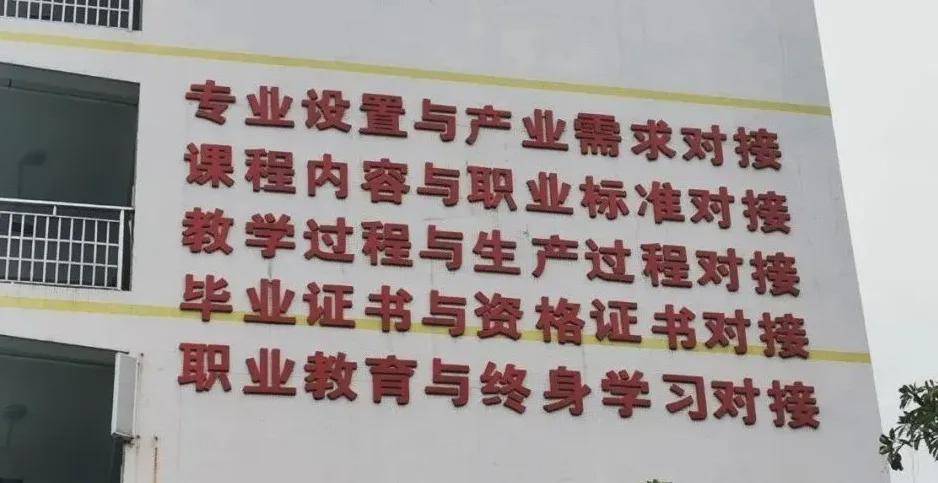 专业设置与产业需求对接
课程内容与职业标准对接
教学过程与生产过程对接
毕业证书与资格证书对接
职业教育与终身学习对接